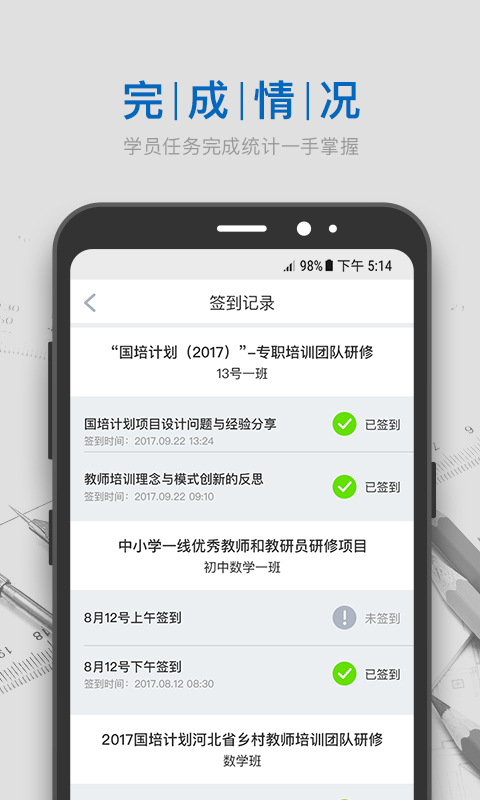 完成情况
学员任务完成统计一手掌握
98% 下午 5:14
签到记录
“国培计划（2017）”-专职培训团队研修
13号一班
国培计划项目设计问题与经验分享
签到时间：2017.09.22 13:24
已签到
教师培训理念与模式创新的反思
签到时间：2017.09.22 09:10
已签到
中小学一线优秀教师和教研员研修项目
初中数学一班
8月12号上午签到
未签到
8月12号下午签到
签到时间：2017.08.12 08:30
已签到
2017国培计划河北省乡村教师培训团队研修
数学班